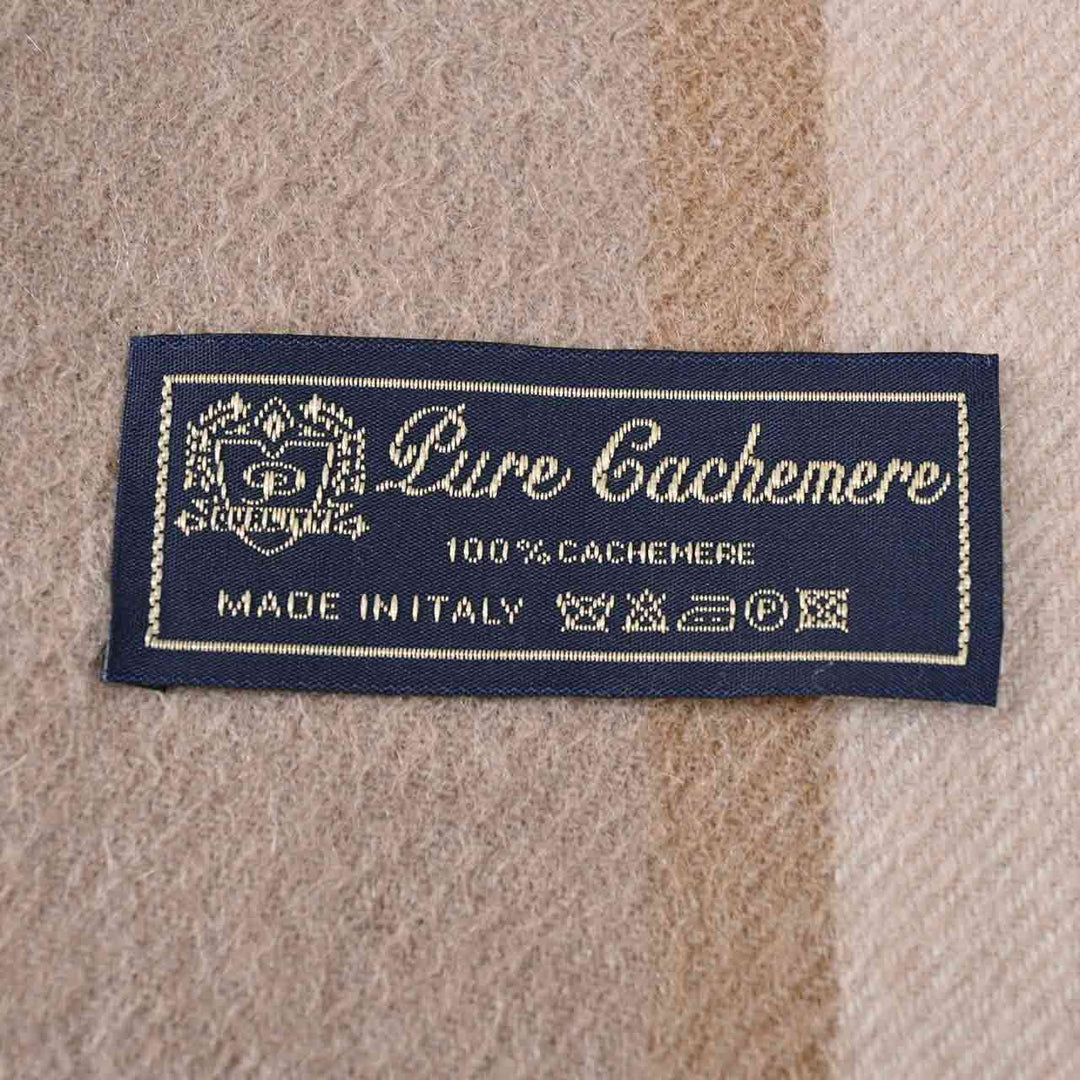 Pure Cachemere
100% CACHEMERE
MADE IN ITALY
P